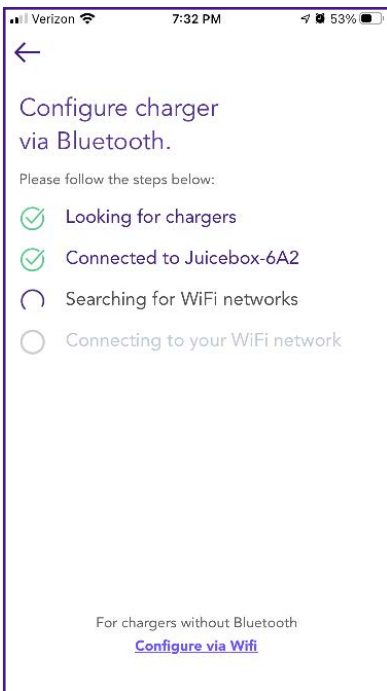 Verizon 7:32 PM 53%
Configure charger
via Bluetooth.
Please follow the steps below:
Looking for chargers
Connected to Juicebox-6A2
Searching for WiFi networks
Connecting to your WiFi network
For chargers without Bluetooth
Configure via Wifi